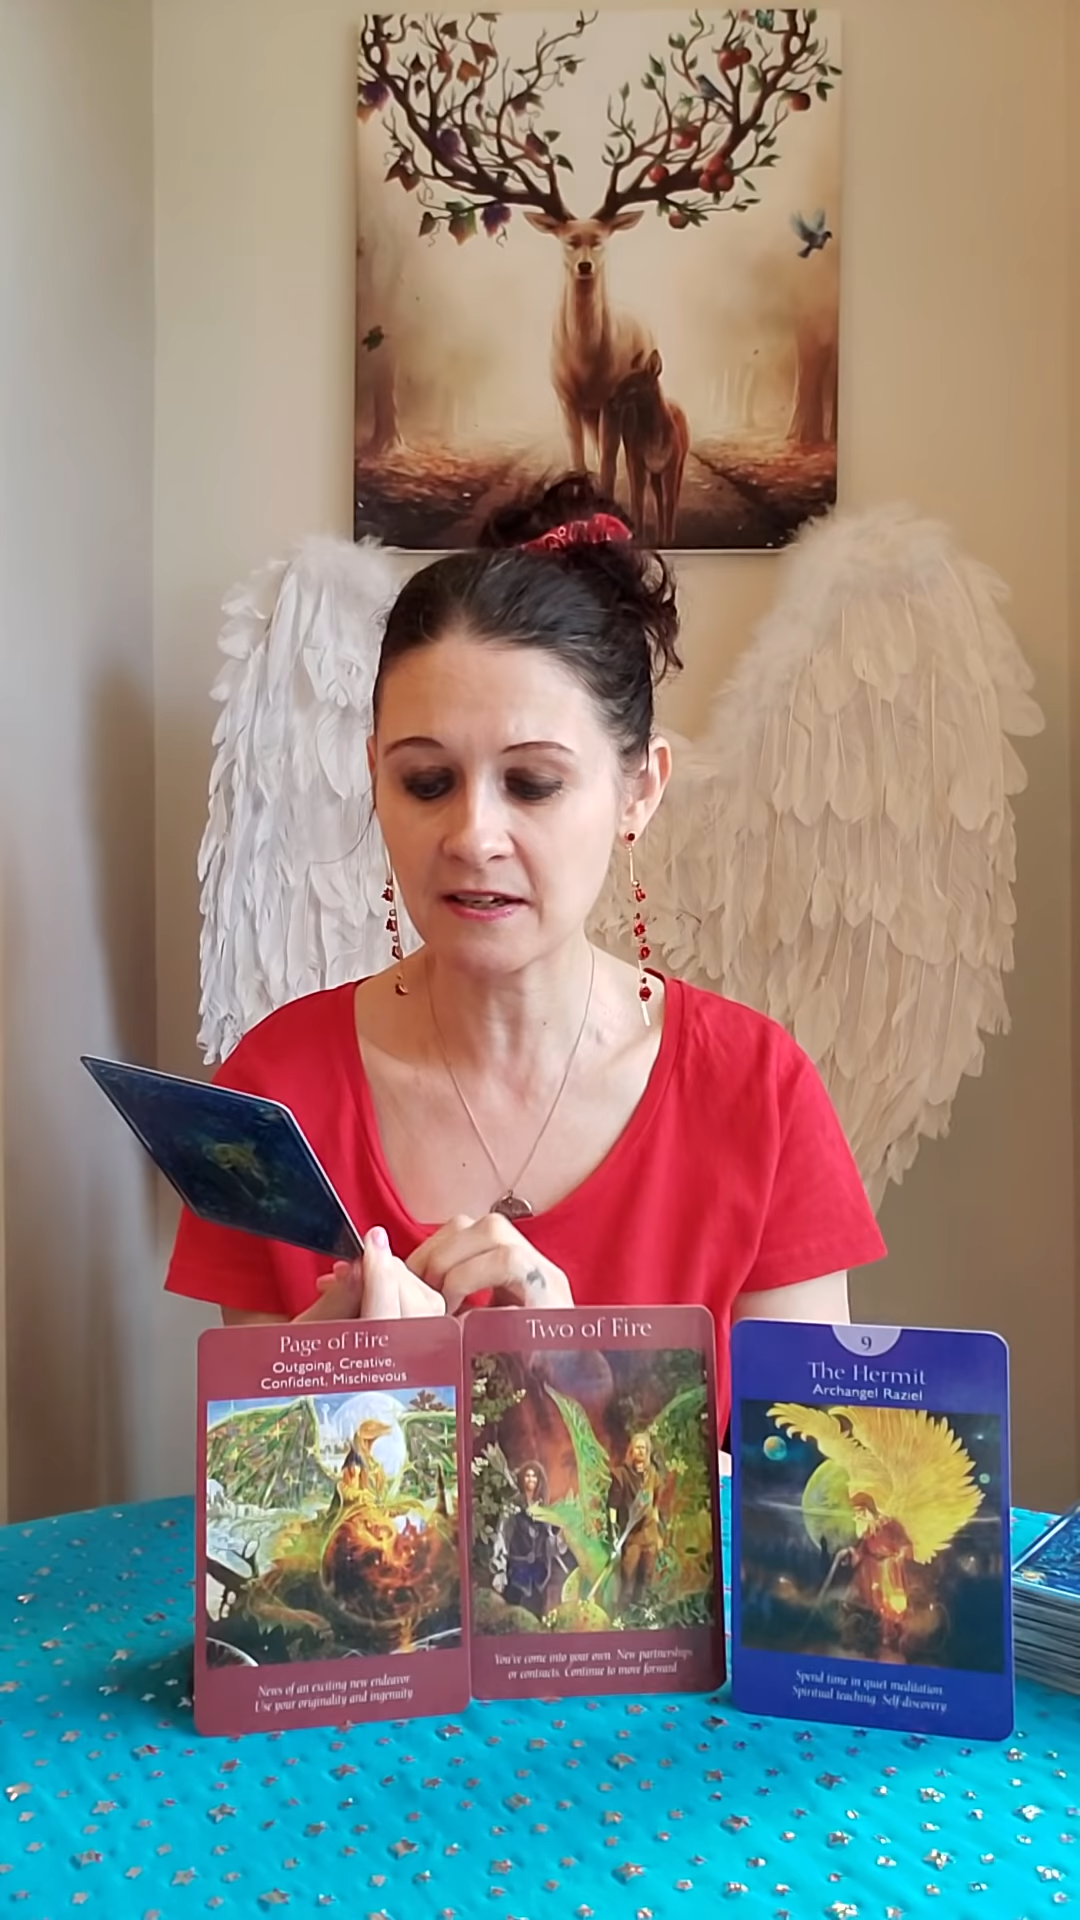 Page of Fire
Outgoing, Creative,
Confident, Mischievous
News of an exciting new endeavor
Use your originality and ingenuity
Two of Fire
You've come into your own. New partnerships
or contracts. Continue to move forward
9
The Hermit
Archangel Raziel
Spend time in quiet meditation
Spiritual teaching. Self-discovery